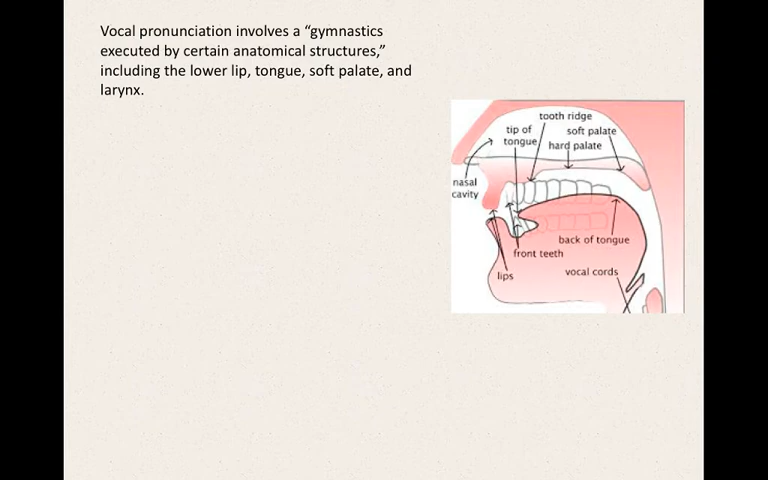 Vocal pronunciation involves a “gymnastics
executed by certain anatomical structures,”
including the lower lip, tongue, soft palate, and
larynx.
tooth ridge
tip of
tongue
soft palate
hard palate
nasal
cavity
back of tongue
front teeth
lips
vocal cords